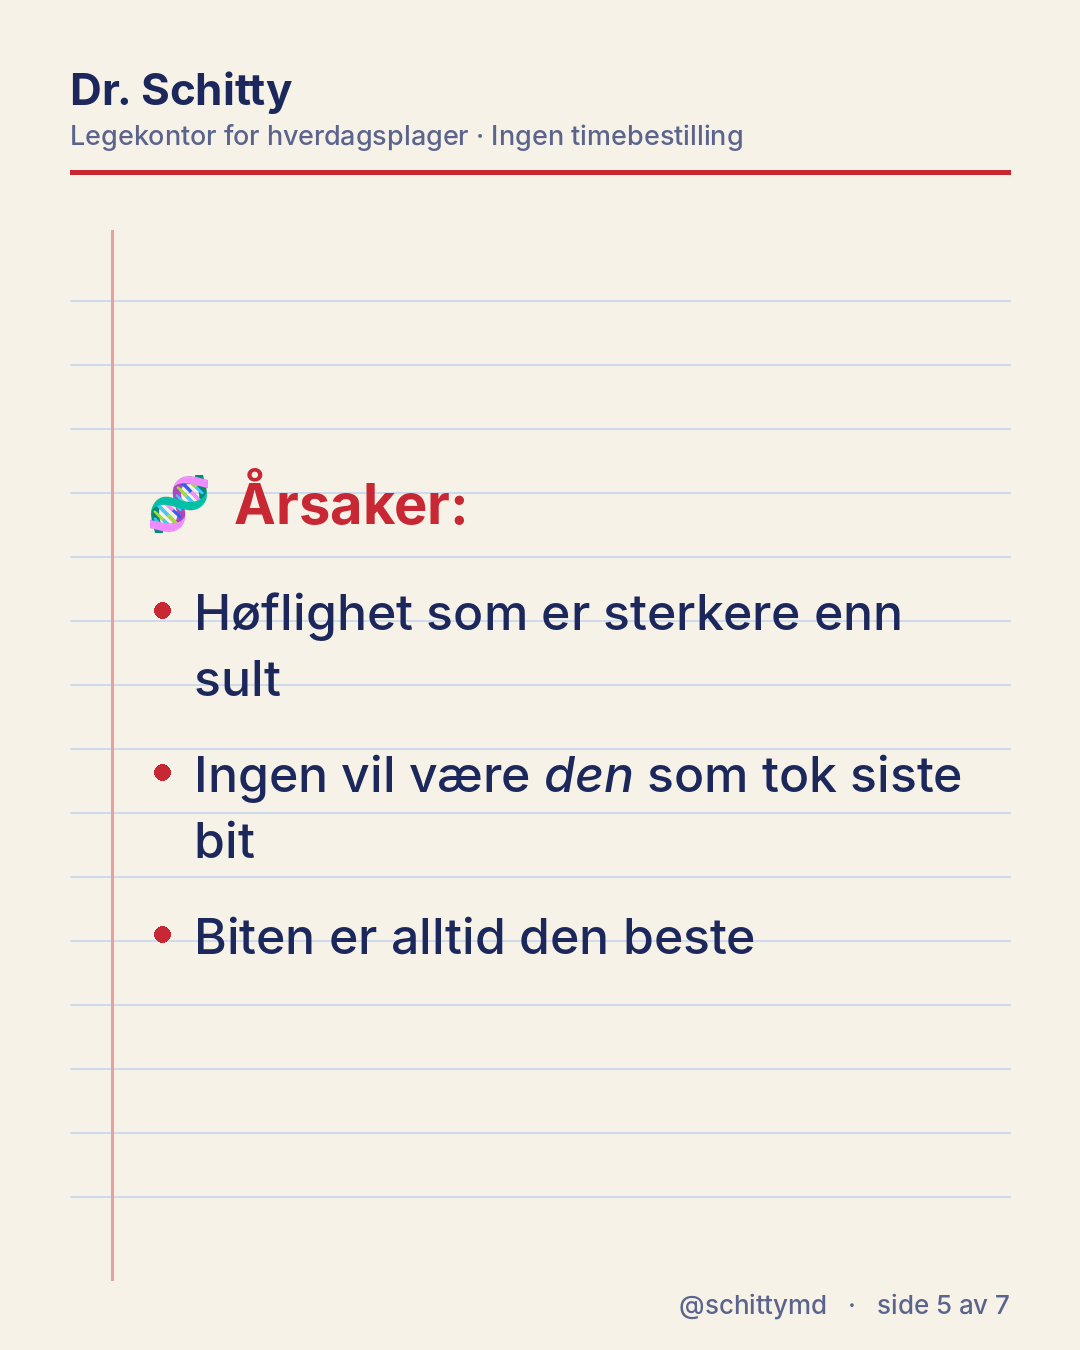 Dr. Schitty
Legekontor for hverdagsplager · Ingen timebestilling
🧬 Årsaker:
• Høflighet som er sterkere enn
sult
• Ingen vil være den som tok siste
bit
• Biten er alltid den beste
@schittymd · side 5 av 7